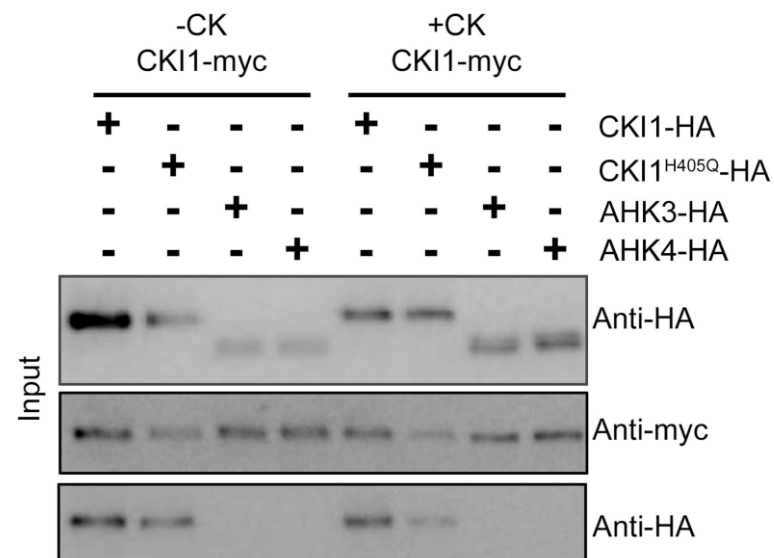 -CK +CK
CKI1-myc CKI1-myc
+ - - - + - - - CKI1-HA
- + - - - + - - CKI1H405Q-HA
- - + - - - + - AHK3-HA
- - - + - - - + AHK4-HA
Anti-HA
Input
Anti-myc
Anti-HA